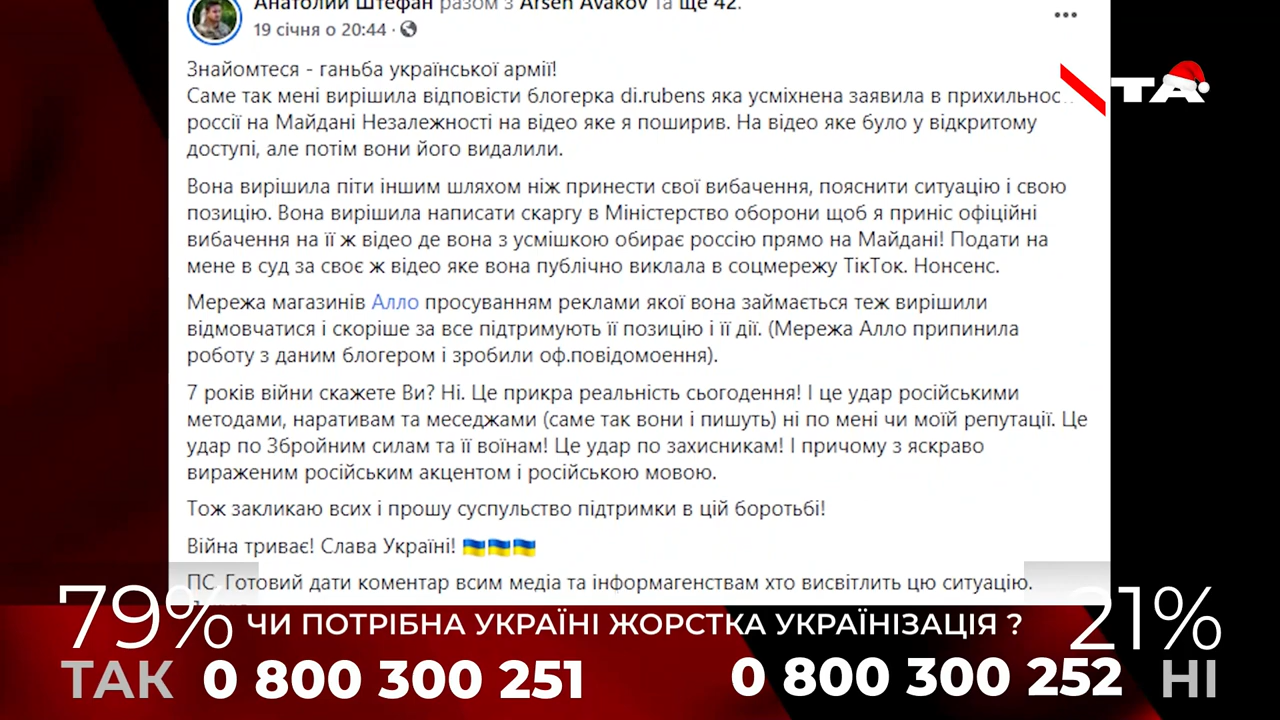 Анатолий Штефан разом з Arsen Avakov та ще 42.
19 січня о 20:44 ·
Знайомтеся - ганьба української армії!
Саме так мені вирішила відповісти блогерка di.rubens яка усміхнена заявила в прихильност
россії на Майдані Незалежності на відео яке я поширив. На відео яке було у відкритому
доступі, але потім вони його видалили.
Вона вирішила піти іншим шляхом ніж принести свої вибачення, пояснити ситуацію і свою
позицію. Вона вирішила написати скаргу в Міністерство оборони щоб я приніс офіційні
вибачення на її ж відео де вона з усмішкою обирає россію прямо на Майдані! Подати на
мене в суд за своє ж відео яке вона публічно виклала в соцмережу ТікТок. Нонсенс.
Мережа магазинів Алло просуванням реклами якої вона займається теж вирішили
відмовчатися і скоріше за все підтримують її позицію і її дії. (Мережа Алло припинила
роботу з даним блогером і зробили оф.повідомоення).
7 років війни скажете Ви? Ні. Це прикра реальність сьогодення! І це удар російськими
методами, наративам та меседжами (саме так вони і пишуть) ні по мені чи моїй репутації. Це
удар по Збройним силам та її воїнам! Це удар по захисникам! І причому з яскраво
вираженим російським акцентом і російською мовою.
Тож закликаю всих і прошу суспульство підтримки в цій боротьбі!
Війна триває! Слава Україні!
ПС. Готовий дати коментар всим медіа та інформагенствам хто висвітлить цю ситуацію.
NTA
79% ЧИ ПОТРІБНА УКРАЇНІ ЖОРСТКА УКРАЇНІЗАЦІЯ ? 21%
ТАК 0 800 300 251 0 800 300 252 НІ